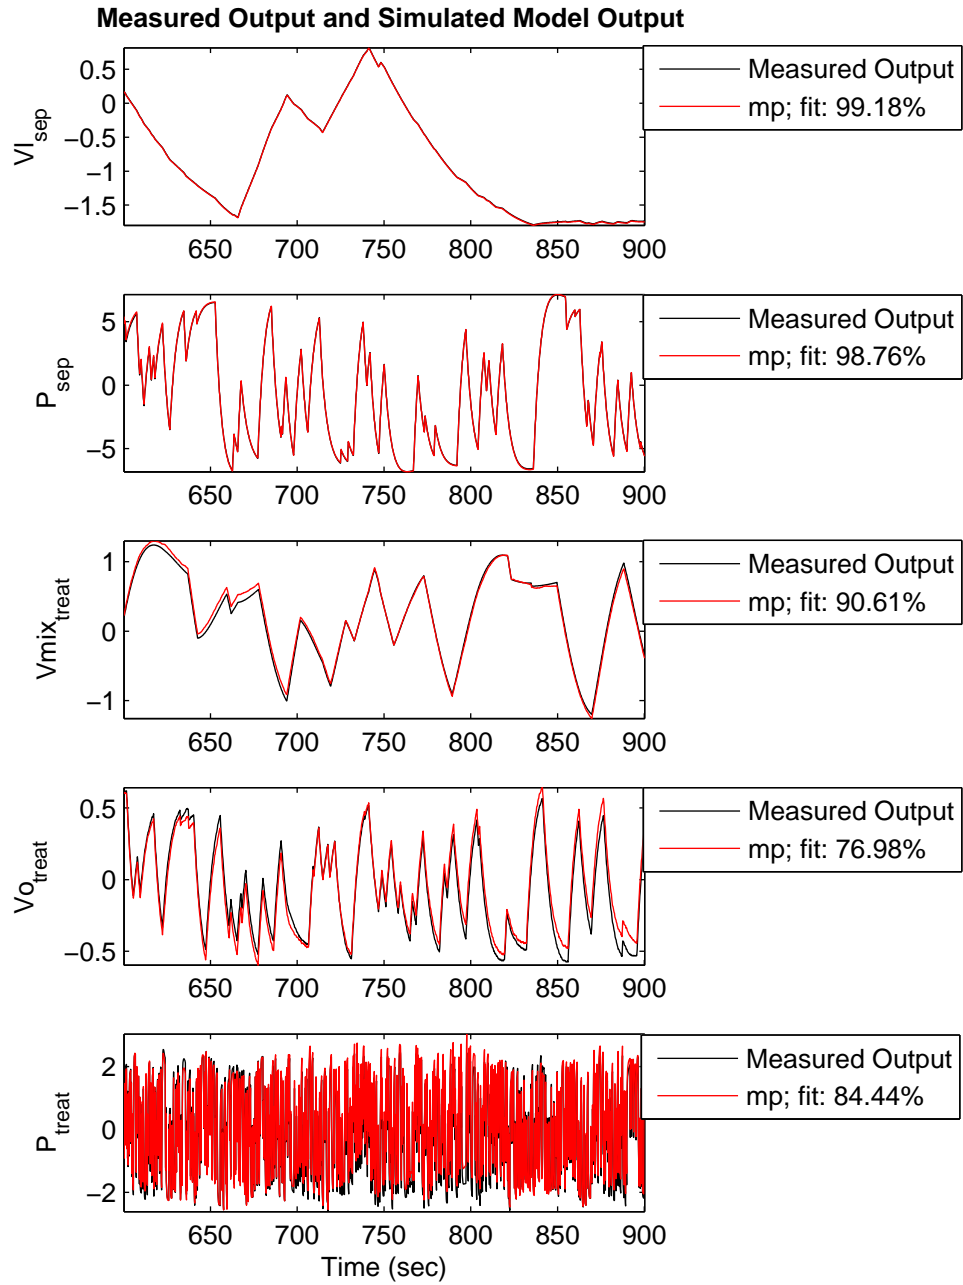 Measured Output and Simulated Model Output
0.5
0
−0.5
−1
−1.5
Vl_sep
650 700 750 800 850 900
Measured Output
mp; fit: 99.18%
5
0
−5
P_sep
650 700 750 800 850 900
Measured Output
mp; fit: 98.76%
1
0
−1
Vmix_treat
650 700 750 800 850 900
Measured Output
mp; fit: 90.61%
0.5
0
−0.5
Vo_treat
650 700 750 800 850 900
Measured Output
mp; fit: 76.98%
2
0
−2
P_treat
650 700 750 800 850 900
Measured Output
mp; fit: 84.44%
Time (sec)